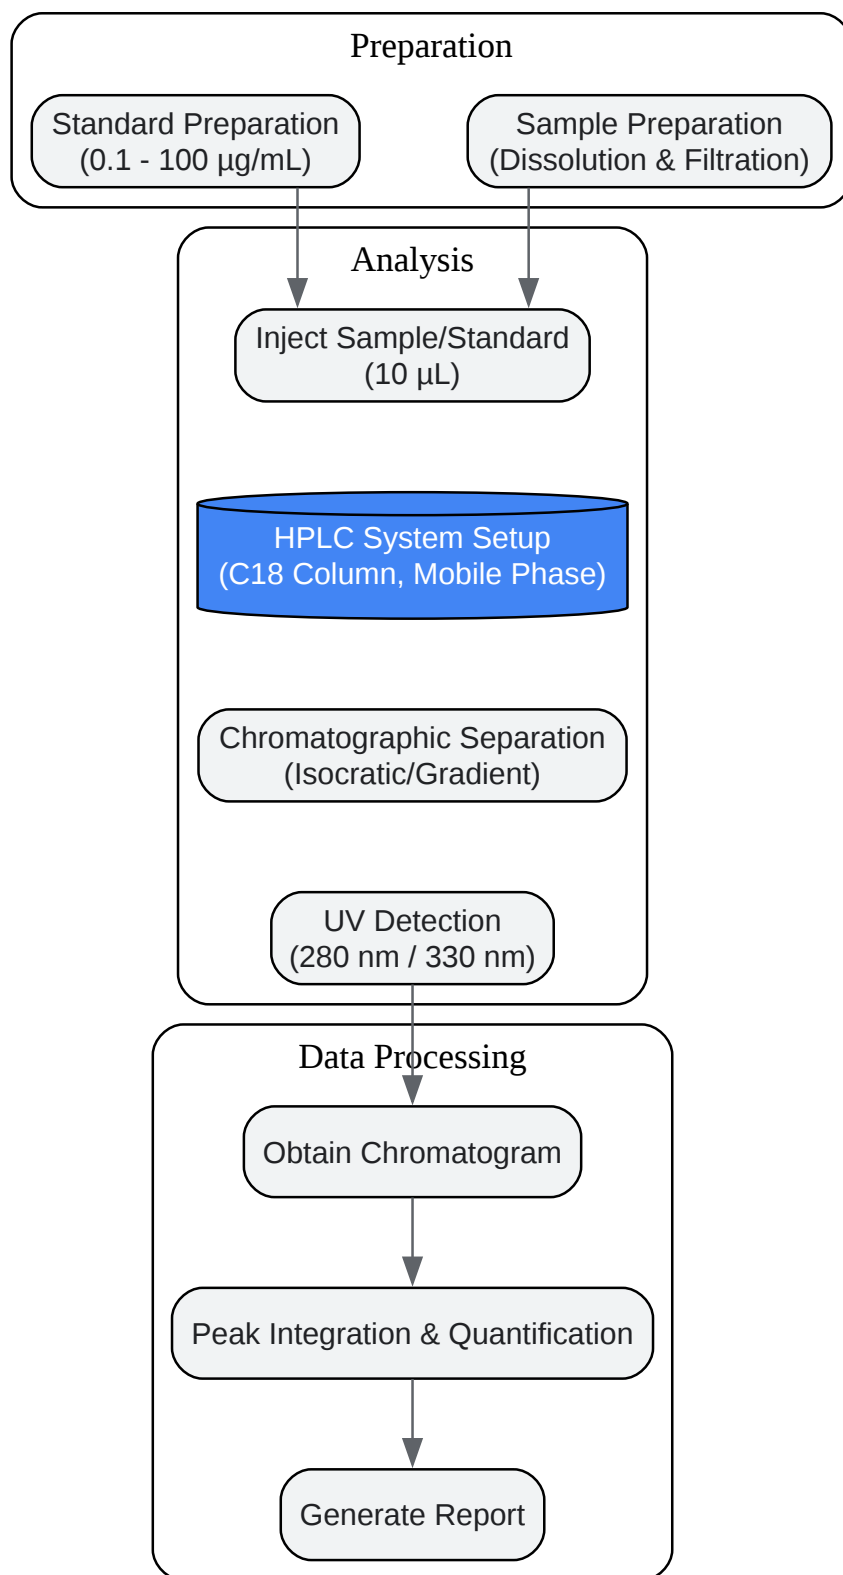 Preparation
Standard Preparation
(0.1 - 100 µg/mL)
Sample Preparation
(Dissolution & Filtration)
Analysis
Inject Sample/Standard
(10 µL)
HPLC System Setup
(C18 Column, Mobile Phase)
Chromatographic Separation
(Isocratic/Gradient)
UV Detection
(280 nm / 330 nm)
Data Processing
Obtain Chromatogram
Peak Integration & Quantification
Generate Report